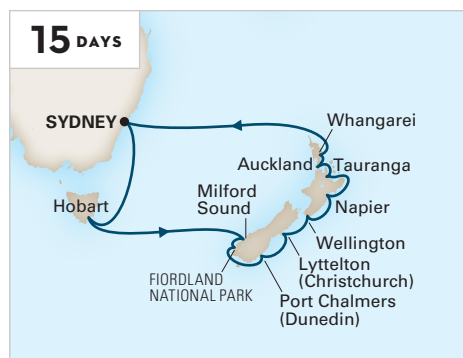 15 DAYS
SYDNEY
Whangarei
Auckland
Tauranga
Milford
Sound
Hobart
Napier
Wellington
Lyttelton
(Christchurch)
FIORDLAND
NATIONAL PARK
Port Chalmers
(Dunedin)